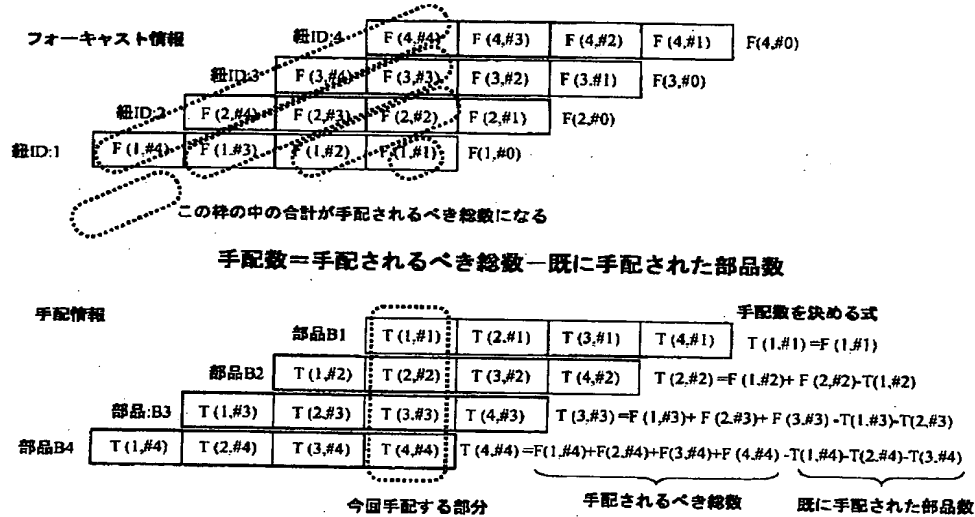 フォーキャスト情報
紐ID:4 F (4,#4) F (4,#3) F (4,#2) F (4,#1) F(4,#0)
紐ID:3 F (3,#4) F (3,#3) F (3,#2) F (3.#1) F(3,#0)
紐ID:2 F (2,#4) F (2,#3) F (2,#2) F (2,#1) F(2,#0)
紐ID:1 F (1,#4) F (1.#3) F (1,#2) F (1,#1) F(1,#0)
この枠の中の合計が手配されるべき総数になる
手配数=手配されるべき総数-既に手配された部品数
手配情報
手配数を決める式
部品B1 T (1,#1) T (2,#1) T (3,#1) T (4,#1) T (1,#1) =F (1,#1)
部品B2 T (1,#2) T (2,#2) T (3,#2) T (4,#2) T (2,#2) =F (1,#2)+ F (2,#2)-T(1,#2)
部品:B3 T (1,#3) T (2,#3) T (3,#3) T (4,#3) T (3,#3) =F (1,#3)+ F (2,#3)+ F (3,#3) -T(1,#3)-T(2,#3)
部品B4 T (1,#4) T (2,#4) T (3,#4) T (4,#4) T (4,#4) =F(1,#4)+F(2,#4)+F(3,#4)+F (4,#4) -T(1,#4)-T(2,#4)-T(3,#4)
今回手配する部分 手配されるべき総数 既に手配された部品数